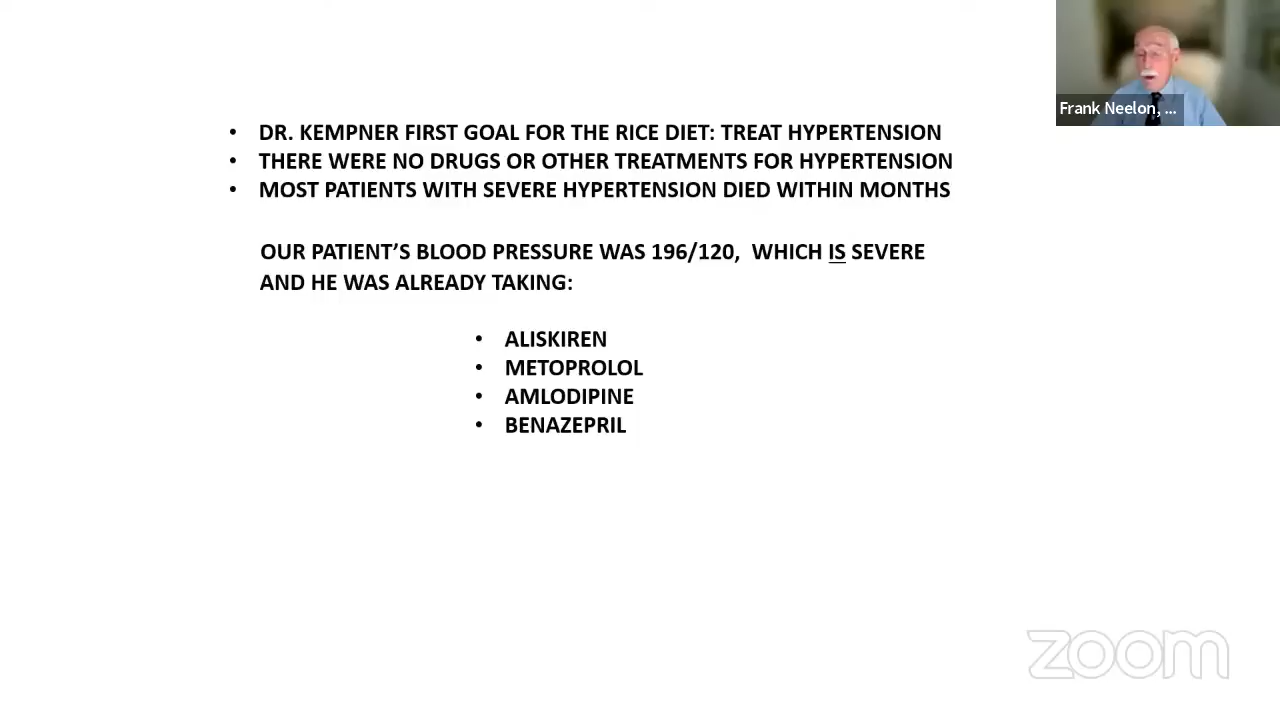 Frank Neelon, ...
• DR. KEMPNER FIRST GOAL FOR THE RICE DIET: TREAT HYPERTENSION
• THERE WERE NO DRUGS OR OTHER TREATMENTS FOR HYPERTENSION
• MOST PATIENTS WITH SEVERE HYPERTENSION DIED WITHIN MONTHS
OUR PATIENT’S BLOOD PRESSURE WAS 196/120, WHICH IS SEVERE
AND HE WAS ALREADY TAKING:
• ALISKIREN
• METOPROLOL
• AMLODIPINE
• BENAZEPRIL
zoom